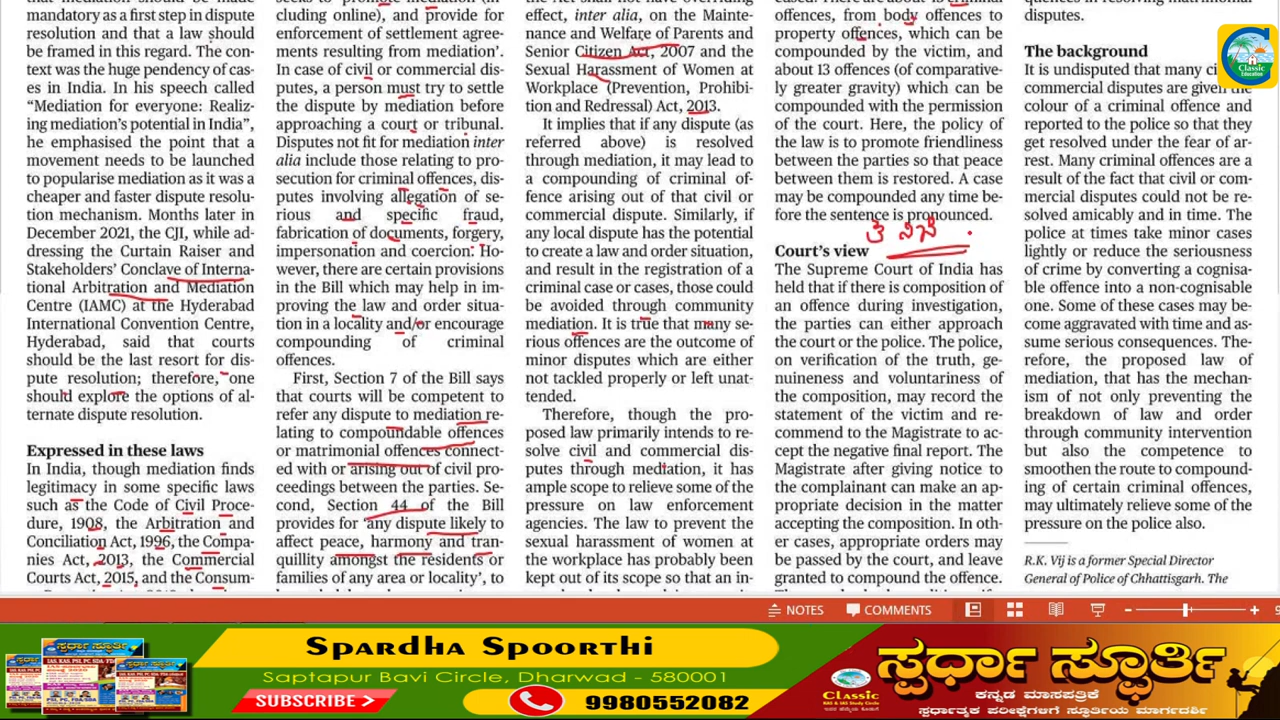 that mediation should be made
mandatory as a first step in dispute
resolution and that a law should
be framed in this regard. The con-
text was the huge pendency of cas-
es in India. In his speech called
“Mediation for everyone: Realiz-
ing mediation’s potential in India”,
he emphasised the point that a
movement needs to be launched
to popularise mediation as it was a
cheaper and faster dispute resolu-
tion mechanism. Months later in
December 2021, the CJI, while ad-
dressing the Curtain Raiser and
Stakeholders’ Conclave of Interna-
tional Arbitration and Mediation
Centre (IAMC) at the Hyderabad
International Convention Centre,
Hyderabad, said that courts
should be the last resort for dis-
pute resolution; therefore, one
should explore the options of al-
ternate dispute resolution.
Expressed in these laws
In India, though mediation finds
legitimacy in some specific laws
such as the Code of Civil Proce-
dure, 1908, the Arbitration and
Conciliation Act, 1996, the Compa-
nies Act, 2013, the Commercial
Courts Act, 2015, and the Consum-
seeks to promote mediation (in-
cluding online), and provide for
enforcement of settlement agree-
ments resulting from mediation’.
In case of civil or commercial dis-
putes, a person must try to settle
the dispute by mediation before
approaching a court or tribunal.
Disputes not fit for mediation inter
alia include those relating to pro-
secution for criminal offences, dis-
putes involving allegation of se-
rious and specific fraud,
fabrication of documents, forgery,
impersonation and coercion. Ho-
wever, there are certain provisions
in the Bill which may help in im-
proving the law and order situa-
tion in a locality and/or encourage
compounding of criminal
offences.
First, Section 7 of the Bill says
that courts will be competent to
refer any dispute to mediation re-
lating to compoundable offences
or matrimonial offences connect-
ed with or arising out of civil pro-
ceedings between the parties. Se-
cond, Section 44 of the Bill
provides for ‘any dispute likely to
affect peace, harmony and tran-
quillity amongst the residents or
families of any area or locality’, to
the Act shall not have overriding
effect, inter alia, on the Mainte-
nance and Welfare of Parents and
Senior Citizen Act, 2007 and the
Sexual Harassment of Women at
Workplace (Prevention, Prohibi-
tion and Redressal) Act, 2013.
It implies that if any dispute (as
referred above) is resolved
through mediation, it may lead to
a compounding of criminal of-
fence arising out of that civil or
commercial dispute. Similarly, if
any local dispute has the potential
to create a law and order situation,
and result in the registration of a
criminal case or cases, those could
be avoided through community
mediation. It is true that many se-
rious offences are the outcome of
minor disputes which are either
not tackled properly or left unat-
tended.
Therefore, though the pro-
posed law primarily intends to re-
solve civil and commercial dis-
putes through mediation, it has
ample scope to relieve some of the
pressure on law enforcement
agencies. The law to prevent the
sexual harassment of women at
the workplace has probably been
kept out of its scope so that an in-
offences, from body offences to
property offences, which can be
compounded by the victim, and
about 13 offences (of comparative-
ly greater gravity) which can be
compounded with the permission
of the court. Here, the policy of
the law is to promote friendliness
between the parties so that peace
between them is restored. A case
may be compounded any time be-
fore the sentence is pronounced.
Court’s view
The Supreme Court of India has
held that if there is composition of
an offence during investigation,
the parties can either approach
the court or the police. The police,
on verification of the truth, ge-
nuineness and voluntariness of
the composition, may record the
statement of the victim and re-
commend to the Magistrate to ac-
cept the negative final report. The
Magistrate after giving notice to
the complainant can make an ap-
propriate decision in the matter
accepting the composition. In oth-
er cases, appropriate orders may
be passed by the court, and leave
granted to compound the offence.
quences in resolving matrimonial
disputes.
The background
It is undisputed that many ci
commercial disputes are given the
colour of a criminal offence and
reported to the police so that they
get resolved under the fear of ar-
rest. Many criminal offences are a
result of the fact that civil or com-
mercial disputes could not be re-
solved amicably and in time. The
police at times take minor cases
lightly or reduce the seriousness
of crime by converting a cognisa-
ble offence into a non-cognisable
one. Some of these cases may be-
come aggravated with time and as-
sume serious consequences. The-
refore, the proposed law of
mediation, that has the mechan-
ism of not only preventing the
breakdown of law and order
through community intervention
but also the competence to
smoothen the route to compound-
ing of certain criminal offences,
may ultimately relieve some of the
pressure on the police also.
R.K. Vij is a former Special Director
General of Police of Chhattisgarh. The
Classic
Education
NOTES
COMMENTS
Spardha Spoorthi
Saptapur Bavi Circle, Dharwad - 580001
SUBSCRIBE
9980552082
Classic
ಸ್ಪರ್ಧಾ ಸ್ಫೂರ್ತಿ
ಕನ್ನಡ ಮಾಸಪತ್ರಿಕೆ
ಸ್ಪರ್ಧಾತ್ಮಕ ಪರೀಕ್ಷೆಗಳಿಗೆ ಸ್ಫೂರ್ತಿಯ ಮಾರ್ಗದರ್ಶಿ